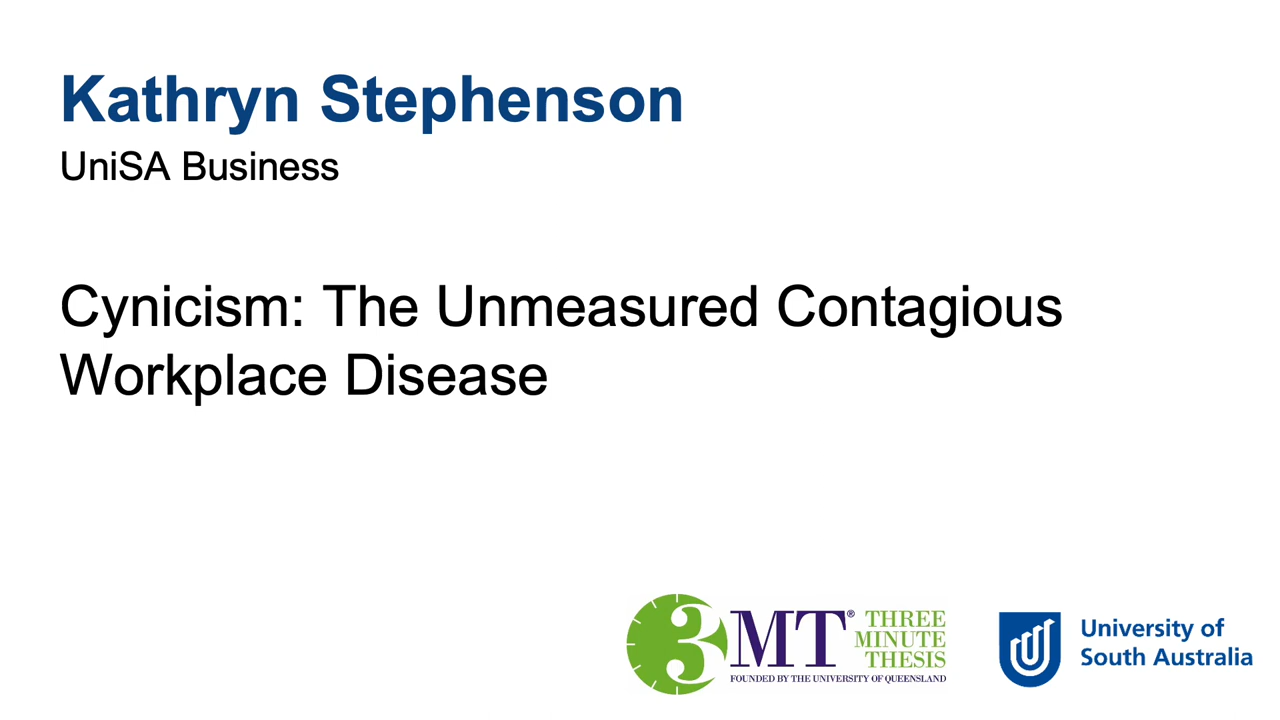 Kathryn Stephenson
UniSA Business
Cynicism: The Unmeasured Contagious
Workplace Disease
3MT® THREE
MINUTE
THESIS
FOUNDED BY THE UNIVERSITY OF QUEENSLAND
University of
South Australia